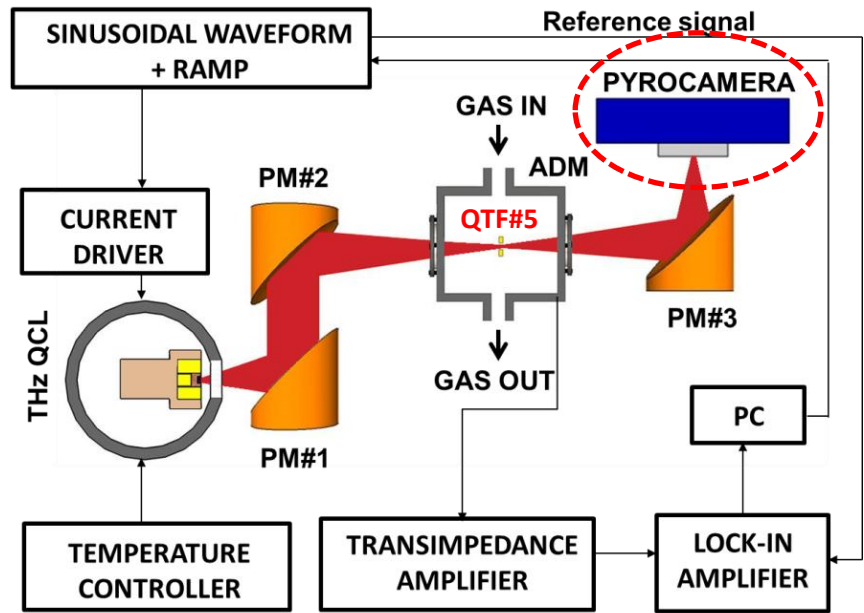 SINUSOIDAL WAVEFORM
+ RAMP
Reference signal
PYROCAMERA
GAS IN
ADM
PM#2
QTF#5
CURRENT
DRIVER
PM#3
THz QCL
GAS OUT
PC
PM#1
TEMPERATURE
CONTROLLER
TRANSIMPEDANCE
AMPLIFIER
LOCK-IN
AMPLIFIER